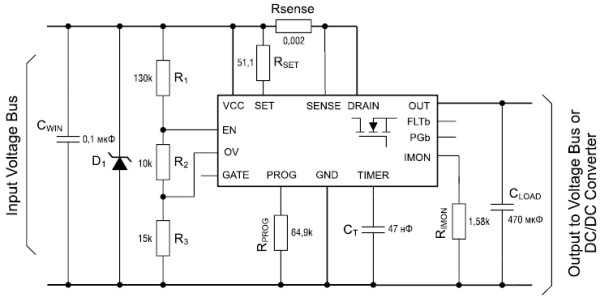 Rsense
0,002
51,1
RSET
130k
R1
VCC
SET
SENSE
DRAIN
OUT
FLTb
PGb
IMON
EN
OV
GATE
PROG
GND
TIMER
Input Voltage Bus
CWIN
0,1 мкФ
D1
10k
R2
15k
R3
RPROG
64,9k
CT
47 нФ
RIMON
1,58k
CLOAD
470 мкФ
Output to Voltage Bus or
DC/DC Converter